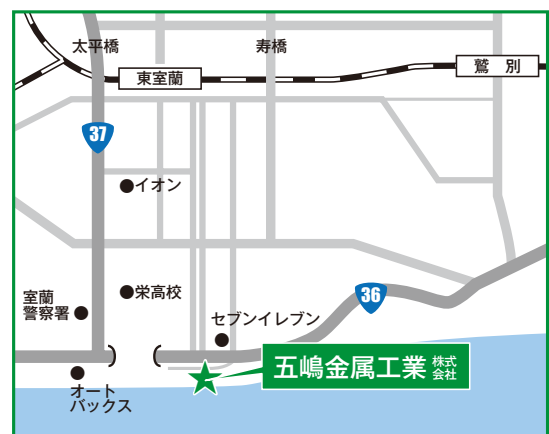 太平橋
寿橋
東室蘭
鷲別
37
イオン
栄高校
室蘭
警察署
36
セブンイレブン
五嶋金属工業 株式
会社
オート
バックス